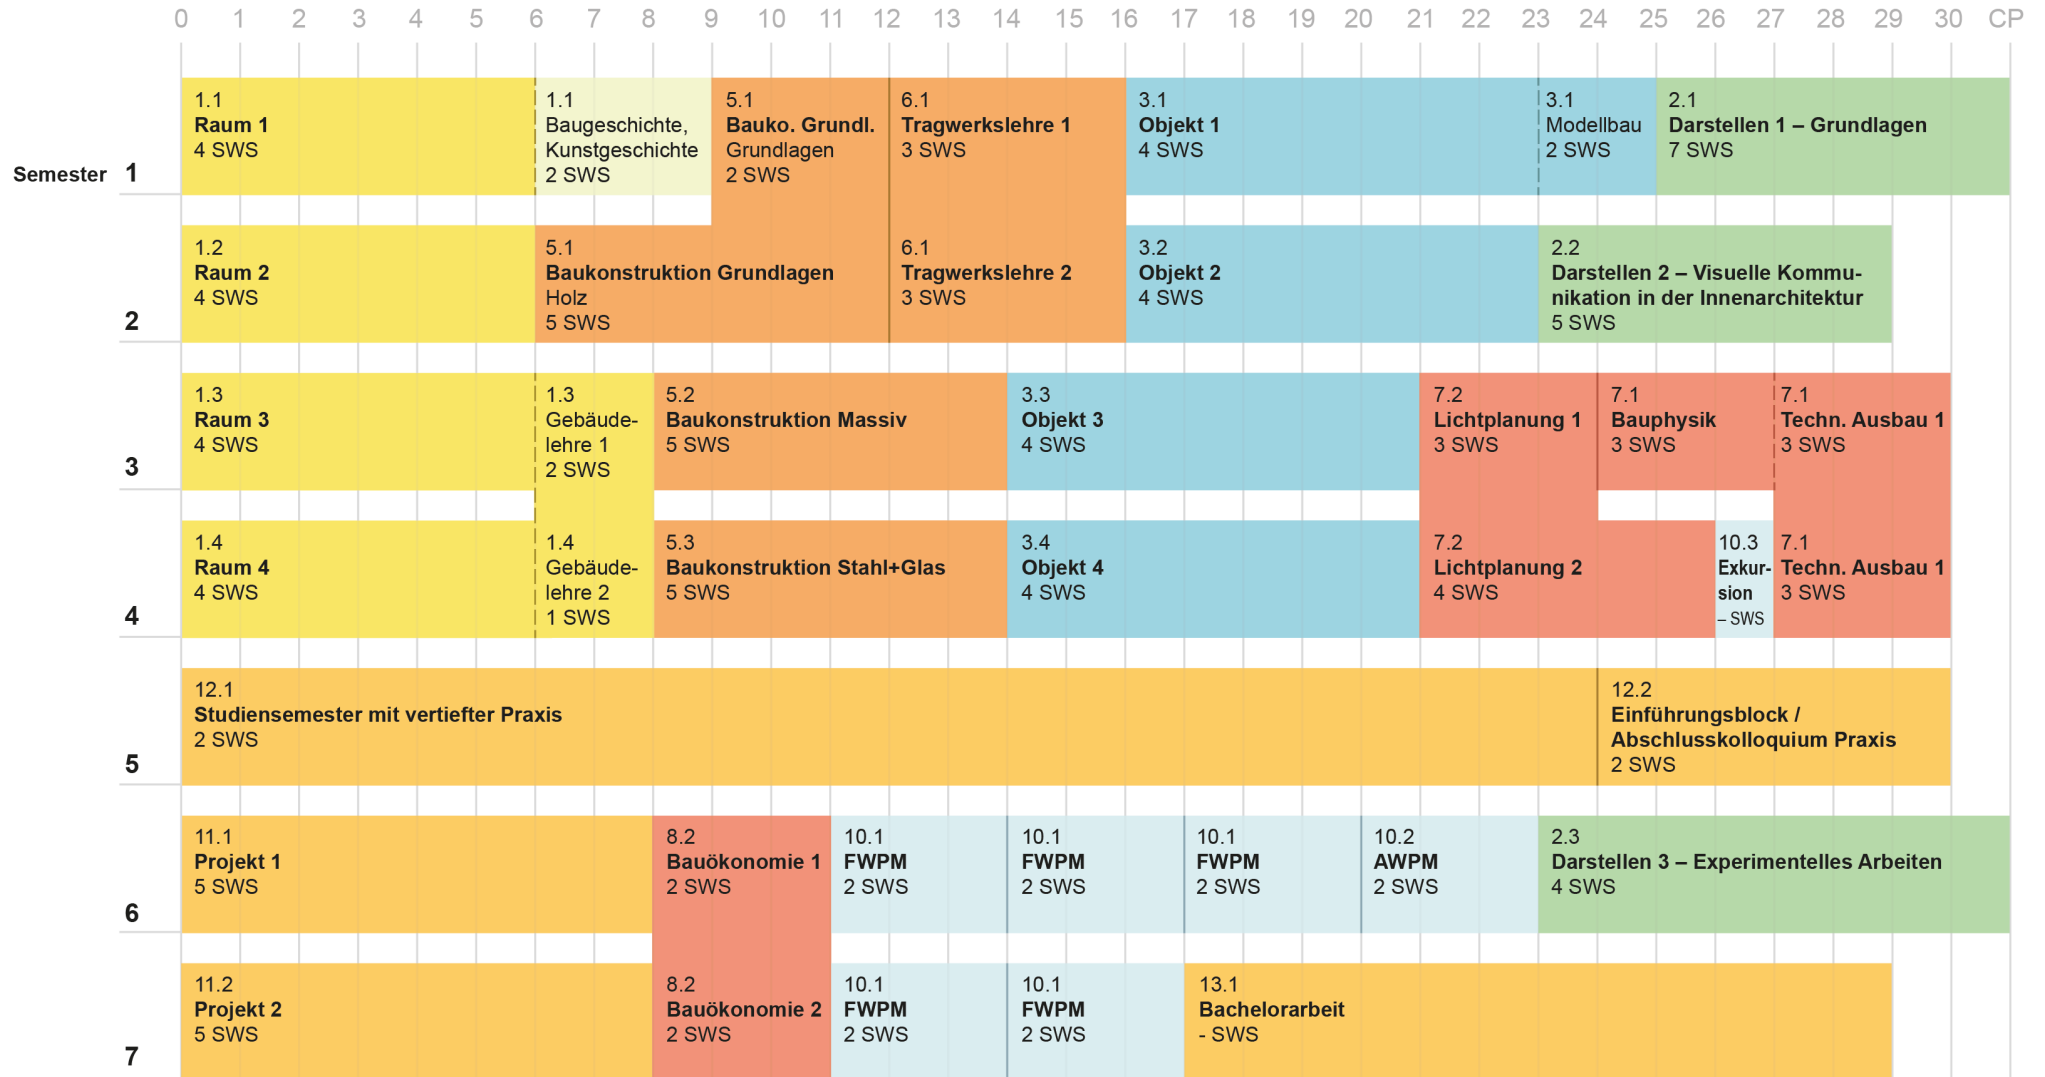 0 1 2 3 4 5 6 7 8 9 10 11 12 13 14 15 16 17 18 19 20 21 22 23 24 25 26 27 28 29 30 CP
Semester 1
1.1
Raum 1
4 SWS
1.1
Baugeschichte,
Kunstgeschichte
2 SWS
5.1
Bauko. Grundl.
Grundlagen
2 SWS
6.1
Tragwerkslehre 1
3 SWS
3.1
Objekt 1
4 SWS
3.1
Modellbau
2 SWS
2.1
Darstellen 1 – Grundlagen
7 SWS
2
1.2
Raum 2
4 SWS
5.1
Baukonstruktion Grundlagen
Holz
5 SWS
6.1
Tragwerkslehre 2
3 SWS
3.2
Objekt 2
4 SWS
2.2
Darstellen 2 – Visuelle Kommu-
nikation in der Innenarchitektur
5 SWS
3
1.3
Raum 3
4 SWS
1.3
Gebäude-
lehre 1
2 SWS
5.2
Baukonstruktion Massiv
5 SWS
3.3
Objekt 3
4 SWS
7.2
Lichtplanung 1
3 SWS
7.1
Bauphysik
3 SWS
7.1
Techn. Ausbau 1
3 SWS
4
1.4
Raum 4
4 SWS
1.4
Gebäude-
lehre 2
1 SWS
5.3
Baukonstruktion Stahl+Glas
5 SWS
3.4
Objekt 4
4 SWS
7.2
Lichtplanung 2
4 SWS
10.3
Exkur-
sion
– SWS
7.1
Techn. Ausbau 1
3 SWS
5
12.1
Studiensemester mit vertiefter Praxis
2 SWS
12.2
Einführungsblock /
Abschlusskolloquium Praxis
2 SWS
6
11.1
Projekt 1
5 SWS
8.2
Bauökonomie 1
2 SWS
10.1
FWPM
2 SWS
10.1
FWPM
2 SWS
10.1
FWPM
2 SWS
10.2
AWPM
2 SWS
2.3
Darstellen 3 – Experimentelles Arbeiten
4 SWS
7
11.2
Projekt 2
5 SWS
8.2
Bauökonomie 2
2 SWS
10.1
FWPM
2 SWS
10.1
FWPM
2 SWS
13.1
Bachelorarbeit
- SWS